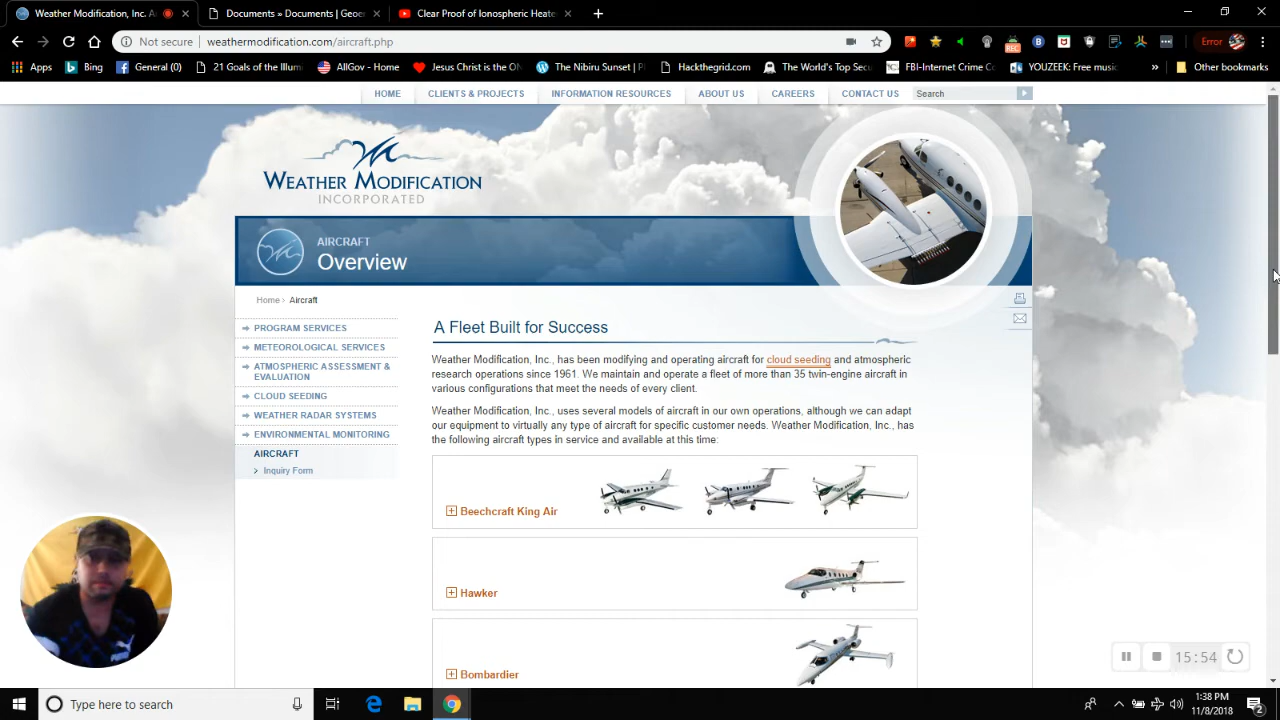 Weather Modification, Inc. A
Documents » Documents | Geoe
Clear Proof of Ionospheric Heate
Not secure
weathermodification.com/aircraft.php
REC
Error
Apps
Bing
General (0)
21 Goals of the Illum
AllGov - Home
Jesus Christ is the ON
The Nibiru Sunset | P
Hackthegrid.com
The World's Top Secu
FBI-Internet Crime Co
YOUZEEK: Free music
»
Other bookmarks
HOME
CLIENTS & PROJECTS
INFORMATION RESOURCES
ABOUT US
CAREERS
CONTACT US
Search
WEATHER MODIFICATION
INCORPORATED
AIRCRAFT
Overview
Home > Aircraft
PROGRAM SERVICES
METEOROLOGICAL SERVICES
ATMOSPHERIC ASSESSMENT &
EVALUATION
CLOUD SEEDING
WEATHER RADAR SYSTEMS
ENVIRONMENTAL MONITORING
AIRCRAFT
Inquiry Form
A Fleet Built for Success
Weather Modification, Inc., has been modifying and operating aircraft for cloud seeding and atmospheric
research operations since 1961. We maintain and operate a fleet of more than 35 twin-engine aircraft in
various configurations that meet the needs of every client.
Weather Modification, Inc., uses several models of aircraft in our own operations, although we can adapt
our equipment to virtually any type of aircraft for specific customer needs. Weather Modification, Inc., has
the following aircraft types in service and available at this time:
Beechcraft King Air
Hawker
Bombardier
15:54
Type here to search
1:38 PM
11/8/2018
2